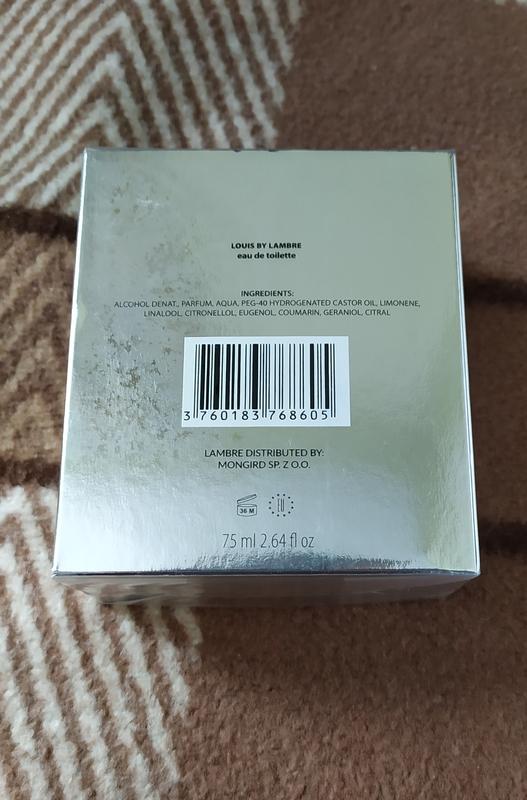 LOUIS BY LAMBRE
eau de toilette
INGREDIENTS:
ALCOHOL DENAT., PARFUM, AQUA, PEG-40 HYDROGENATED CASTOR OIL, LIMONENE,
LINALOOL, CITRONELLOL, EUGENOL, COUMARIN, GERANIOL, CITRAL
3 760183 768605
LAMBRE DISTRIBUTED BY:
MONGIRD SP. Z O.O.
36 M
EU
75 ml 2,64 fl oz